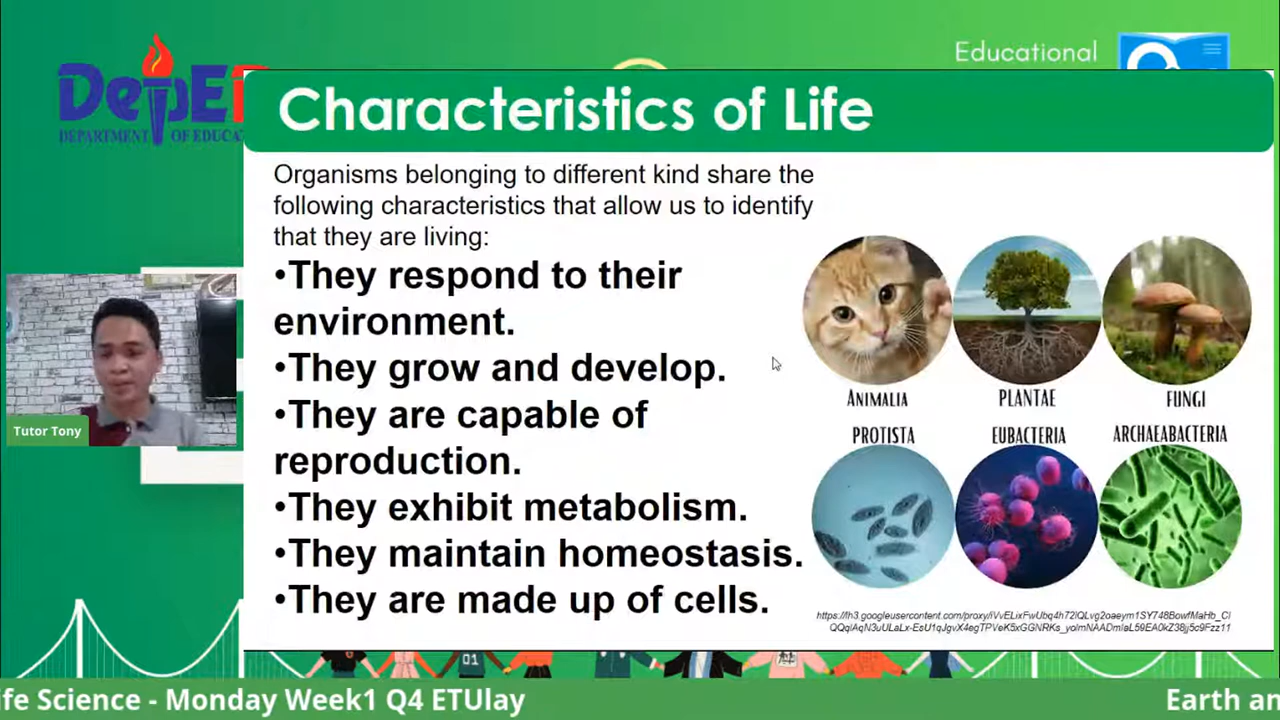 DepE
DEPARTMENT OF EDUCA
Educational
Characteristics of Life
Organisms belonging to different kind share the
following characteristics that allow us to identify
that they are living:
•They respond to their
environment.
•They grow and develop.
•They are capable of
reproduction.
•They exhibit metabolism.
•They maintain homeostasis.
•They are made up of cells.
ANIMALIA
PLANTAE
FUNGI
PROTISTA
EUBACTERIA
ARCHAEABACTERIA
Tutor Tony
01
ife Science - Monday Week1 Q4 ETUlay
Earth an